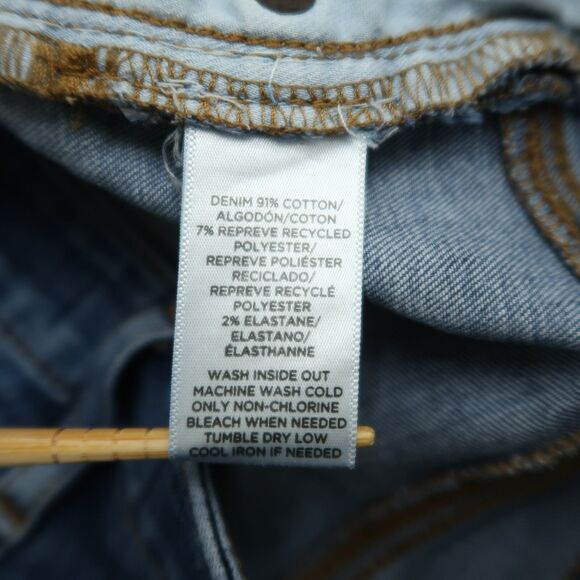 DENIM 91% COTTON/
ALGODÓN/COTON
7% REPREVE RECYCLED
POLYESTER/
REPREVE POLIÉSTER
RECICLADO/
REPREVE RECYCLÉ
POLYESTER
2% ELASTANE/
ELASTANO/
ÉLASTHANNE
WASH INSIDE OUT
MACHINE WASH COLD
ONLY NON-CHLORINE
BLEACH WHEN NEEDED
TUMBLE DRY LOW
COOL IRON IF NEEDED